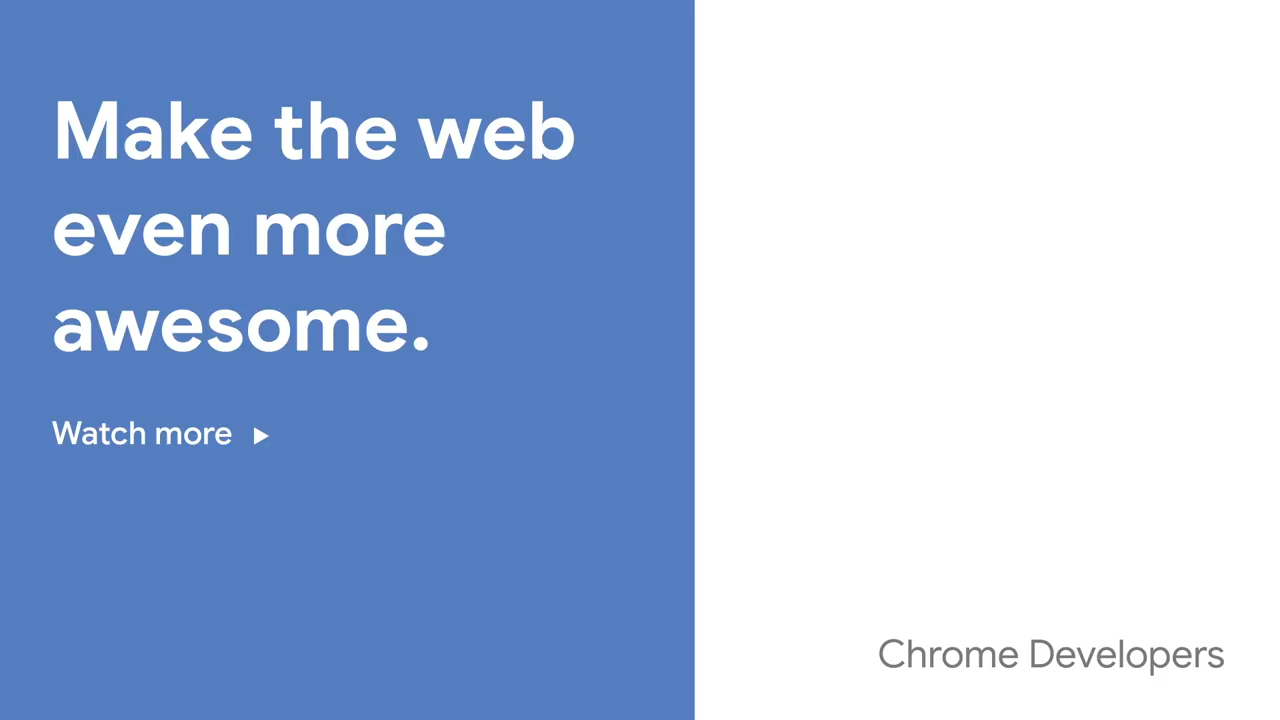 Make the web
even more
awesome.
Watch more
Chrome Developers